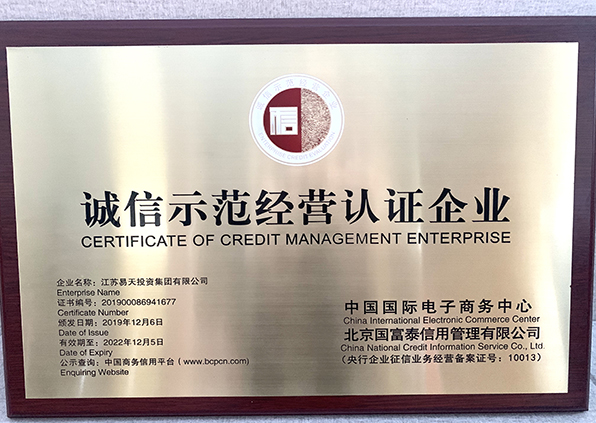 信
ENTERPRISE CREDIT EVALUATION
诚信示范经营认证企业
CERTIFICATE OF CREDIT MANAGEMENT ENTERPRISE
企业名称：江苏易天投资集团有限公司
Enterprise Name
证书编号：201900086941677
Certificate Number
颁发日期：2019年12月6日
Date of Issue
有效期至：2022年12月5日
Date of Expiry
公示查询：中国商务信用平台（www.bcpcn.com）
Enquiring Website
中国国际电子商务中心
China International Electronic Commerce Center
北京国富泰信用管理有限公司
China National Credit Information Service Co., Ltd.
（央行企业征信业务经营备案证号：10013）